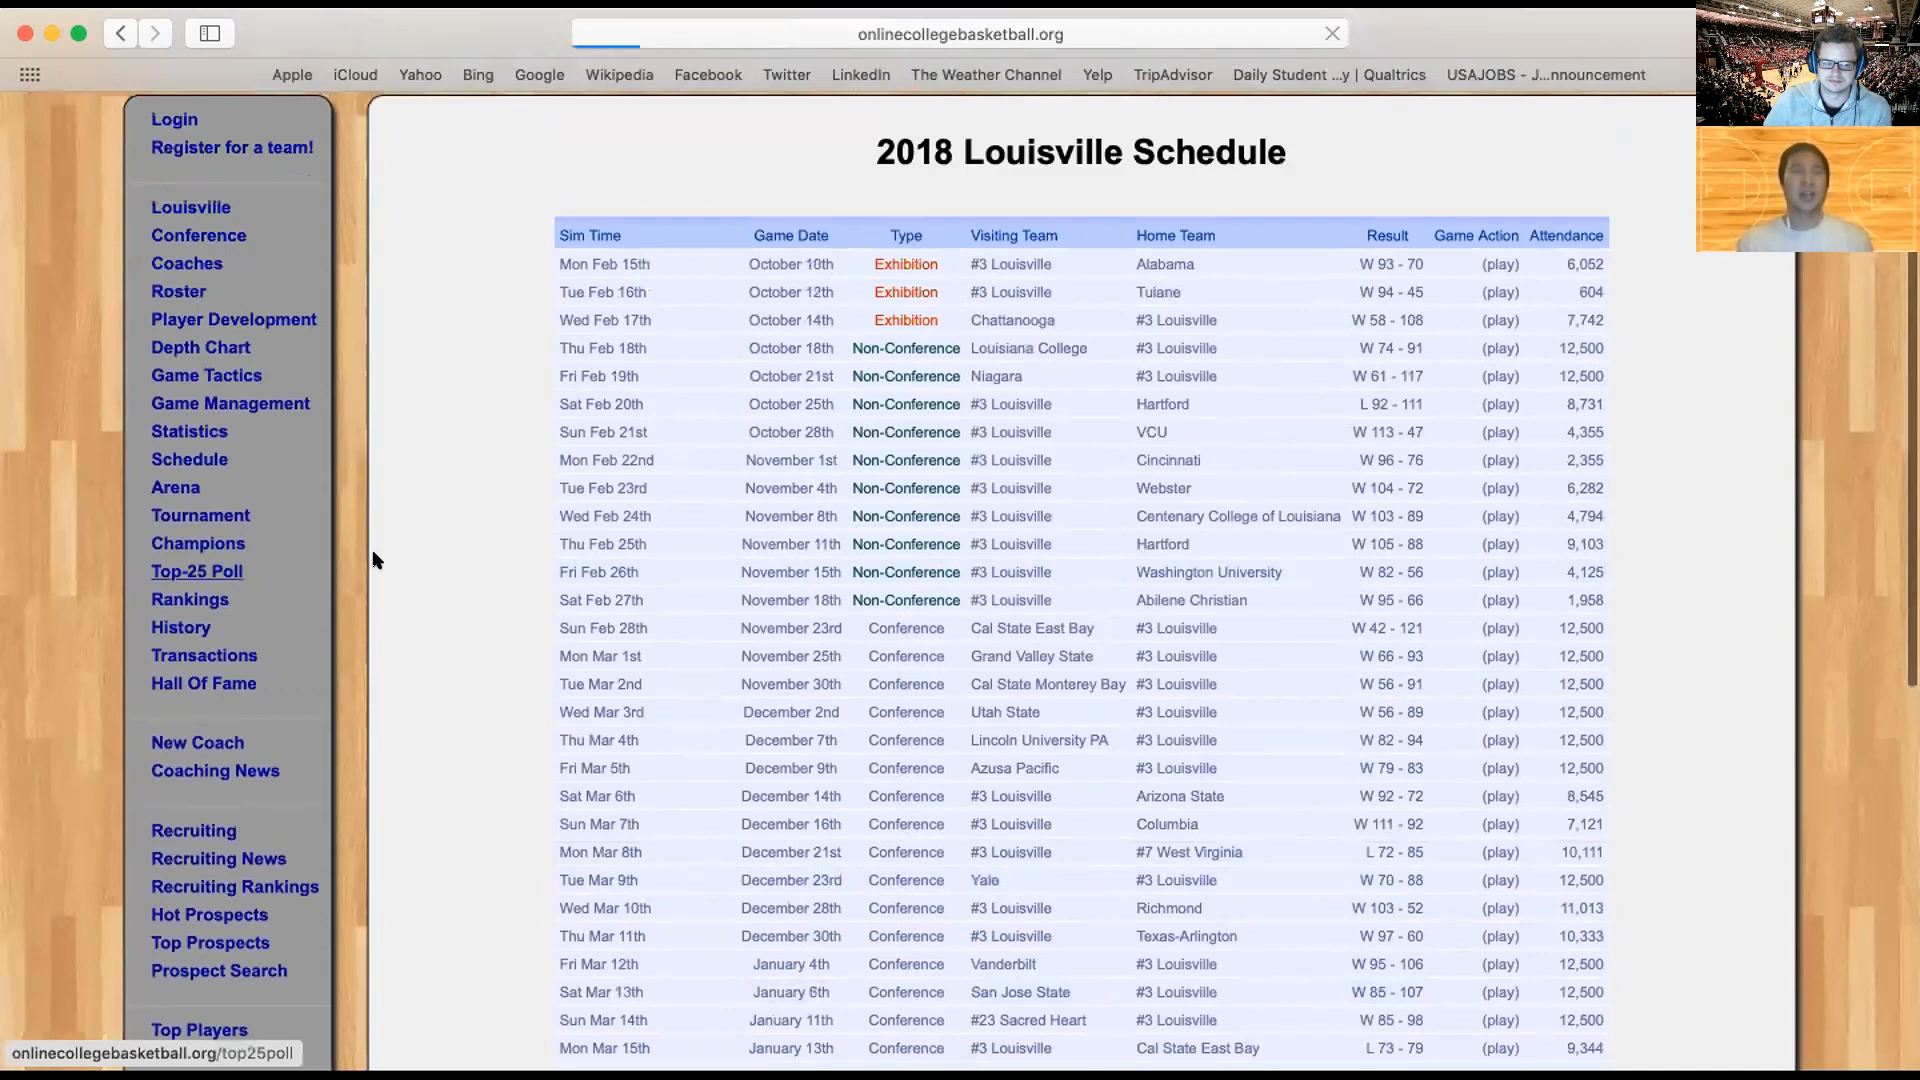 onlinecollegebasketball.org
Apple iCloud Yahoo Bing Google Wikipedia Facebook Twitter LinkedIn The Weather Channel Yelp TripAdvisor Daily Student ...y | Qualtrics USAJOBS - J...nnouncement
Login
Register for a team!
Louisville
Conference
Coaches
Roster
Player Development
Depth Chart
Game Tactics
Game Management
Statistics
Schedule
Arena
Tournament
Champions
Top-25 Poll
Rankings
History
Transactions
Hall Of Fame
New Coach
Coaching News
Recruiting
Recruiting News
Recruiting Rankings
Hot Prospects
Top Prospects
Prospect Search
Top Players
onlinecollegebasketball.org/top25poll
2018 Louisville Schedule
Sim Time Game Date Type Visiting Team Home Team Result Game Action Attendance
Mon Feb 15th October 10th Exhibition #3 Louisville Alabama W 93 - 70 (play) 6,052
Tue Feb 16th October 12th Exhibition #3 Louisville Tulane W 94 - 45 (play) 604
Wed Feb 17th October 14th Exhibition Chattanooga #3 Louisville W 58 - 108 (play) 7,742
Thu Feb 18th October 18th Non-Conference Louisiana College #3 Louisville W 74 - 91 (play) 12,500
Fri Feb 19th October 21st Non-Conference Niagara #3 Louisville W 61 - 117 (play) 12,500
Sat Feb 20th October 25th Non-Conference #3 Louisville Hartford L 92 - 111 (play) 8,731
Sun Feb 21st October 28th Non-Conference #3 Louisville VCU W 113 - 47 (play) 4,355
Mon Feb 22nd November 1st Non-Conference #3 Louisville Cincinnati W 96 - 76 (play) 2,355
Tue Feb 23rd November 4th Non-Conference #3 Louisville Webster W 104 - 72 (play) 6,282
Wed Feb 24th November 8th Non-Conference #3 Louisville Centenary College of Louisiana W 103 - 89 (play) 4,794
Thu Feb 25th November 11th Non-Conference #3 Louisville Hartford W 105 - 88 (play) 9,103
Fri Feb 26th November 15th Non-Conference #3 Louisville Washington University W 82 - 56 (play) 4,125
Sat Feb 27th November 18th Non-Conference #3 Louisville Abilene Christian W 95 - 66 (play) 1,958
Sun Feb 28th November 23rd Conference Cal State East Bay #3 Louisville W 42 - 121 (play) 12,500
Mon Mar 1st November 25th Conference Grand Valley State #3 Louisville W 66 - 93 (play) 12,500
Tue Mar 2nd November 30th Conference Cal State Monterey Bay #3 Louisville W 56 - 91 (play) 12,500
Wed Mar 3rd December 2nd Conference Utah State #3 Louisville W 56 - 89 (play) 12,500
Thu Mar 4th December 7th Conference Lincoln University PA #3 Louisville W 82 - 94 (play) 12,500
Fri Mar 5th December 9th Conference Azusa Pacific #3 Louisville W 79 - 83 (play) 12,500
Sat Mar 6th December 14th Conference #3 Louisville Arizona State W 92 - 72 (play) 8,545
Sun Mar 7th December 16th Conference #3 Louisville Columbia W 111 - 92 (play) 7,121
Mon Mar 8th December 21st Conference #3 Louisville #7 West Virginia L 72 - 85 (play) 10,111
Tue Mar 9th December 23rd Conference Yale #3 Louisville W 70 - 88 (play) 12,500
Wed Mar 10th December 28th Conference #3 Louisville Richmond W 103 - 52 (play) 11,013
Thu Mar 11th December 30th Conference #3 Louisville Texas-Arlington W 97 - 60 (play) 10,333
Fri Mar 12th January 4th Conference Vanderbilt #3 Louisville W 95 - 106 (play) 12,500
Sat Mar 13th January 6th Conference San Jose State #3 Louisville W 85 - 107 (play) 12,500
Sun Mar 14th January 11th Conference #23 Sacred Heart #3 Louisville W 85 - 98 (play) 12,500
Mon Mar 15th January 13th Conference #3 Louisville Cal State East Bay L 73 - 79 (play) 9,344